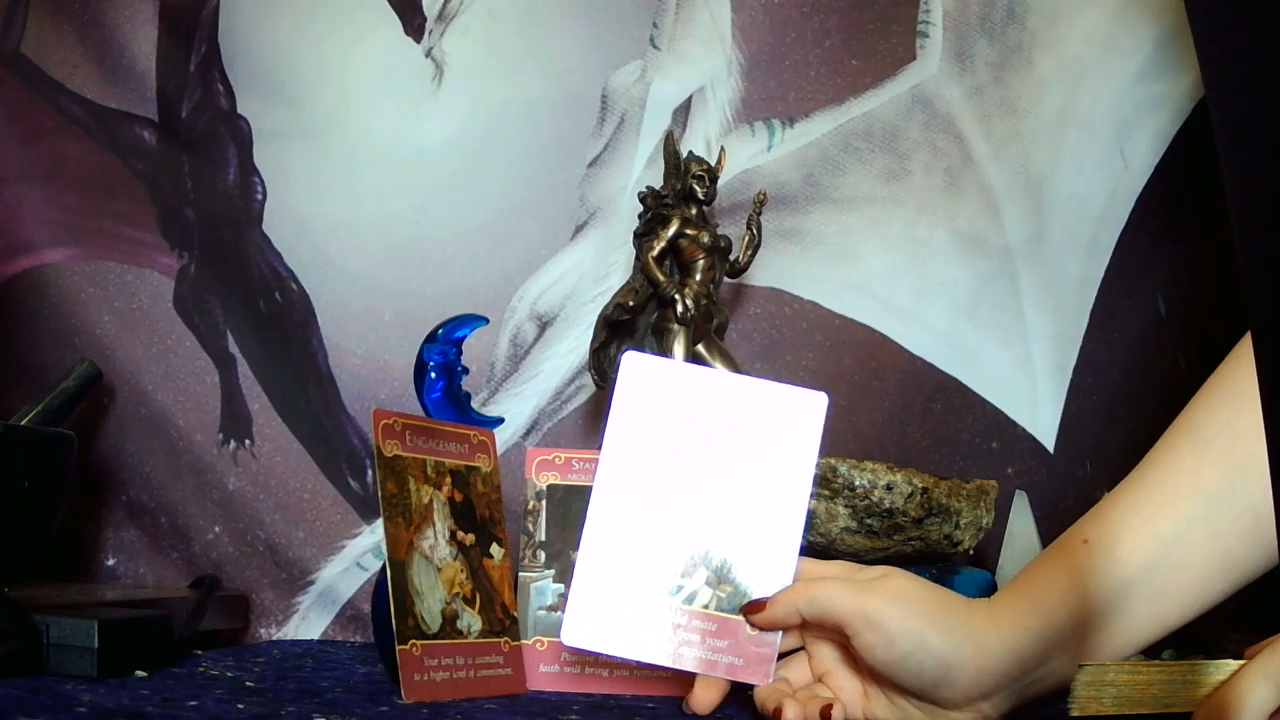 ENGAGEMENT
Your love life is ascending
to a higher level of commitment.
STAY
ABOUT
Positive thinking
faith will bring you romance
mate
from your
expectations.